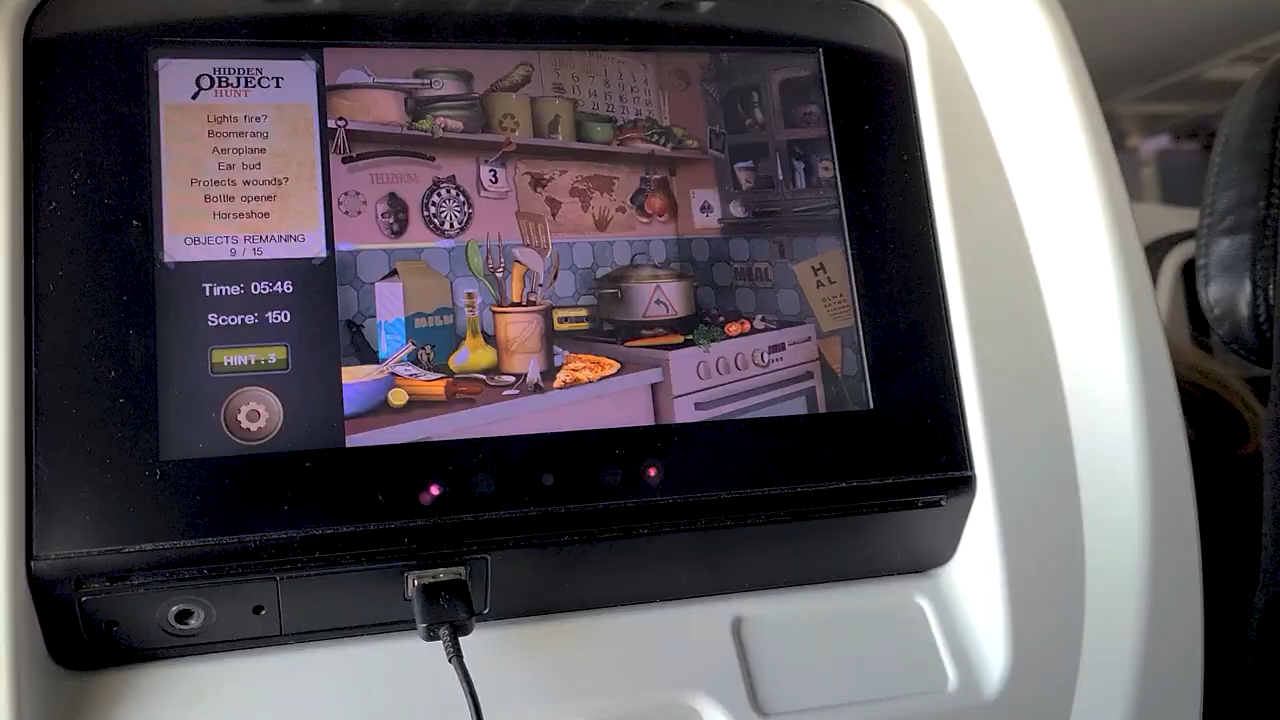 HIDDEN
OBJECT
HUNT
Lights fire?
Boomerang
Aeroplane
Ear bud
Protects wounds?
Bottle opener
Horseshoe
OBJECTS REMAINING
9 / 15
Time: 05:46
Score: 150
HINT : 3
TELEPHONE
3
MILK
MEAL
H
AL